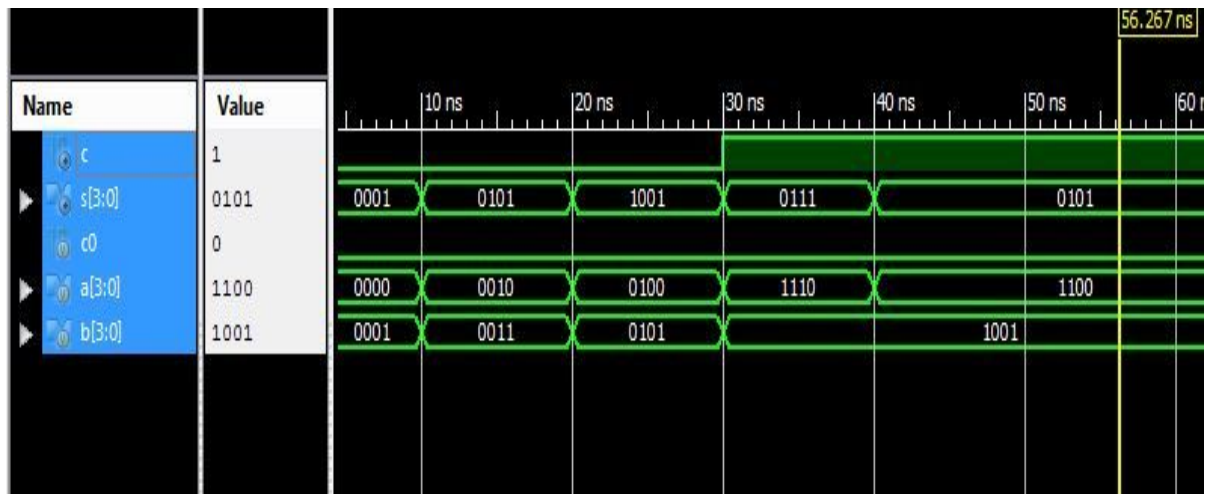 56.267 ns
Name Value 10 ns 20 ns 30 ns 40 ns 50 ns 60 n
c 1
s[3:0] 0101 0001 0101 1001 0111 0101
c0 0
a[3:0] 1100 0000 0010 0100 1110 1100
b[3:0] 1001 0001 0011 0101 1001